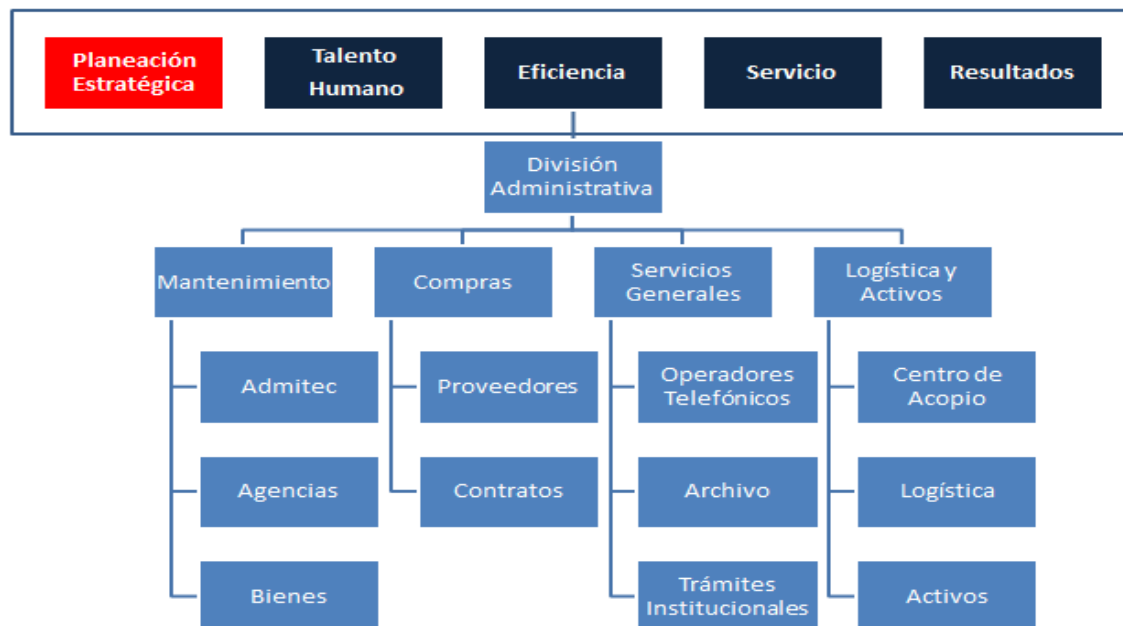 Planeación
Estratégica
Talento
Humano
Eficiencia
Servicio
Resultados
División
Administrativa
Mantenimiento
Compras
Servicios
Generales
Logística y
Activos
Admitec
Proveedores
Operadores
Telefónicos
Centro de
Acopio
Agencias
Contratos
Archivo
Logística
Bienes
Trámites
Institucionales
Activos